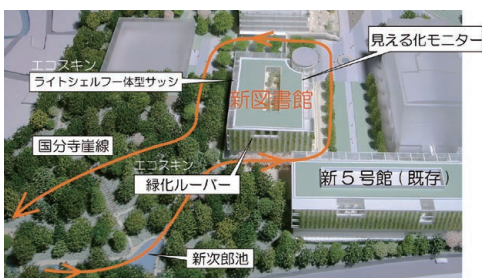 見える化モニター
エコスキン
ライトシェルフ一体型サッシ
新図書館
国分寺崖線
エコスキン
緑化ルーバー
新5号館(既存)
新次郎池